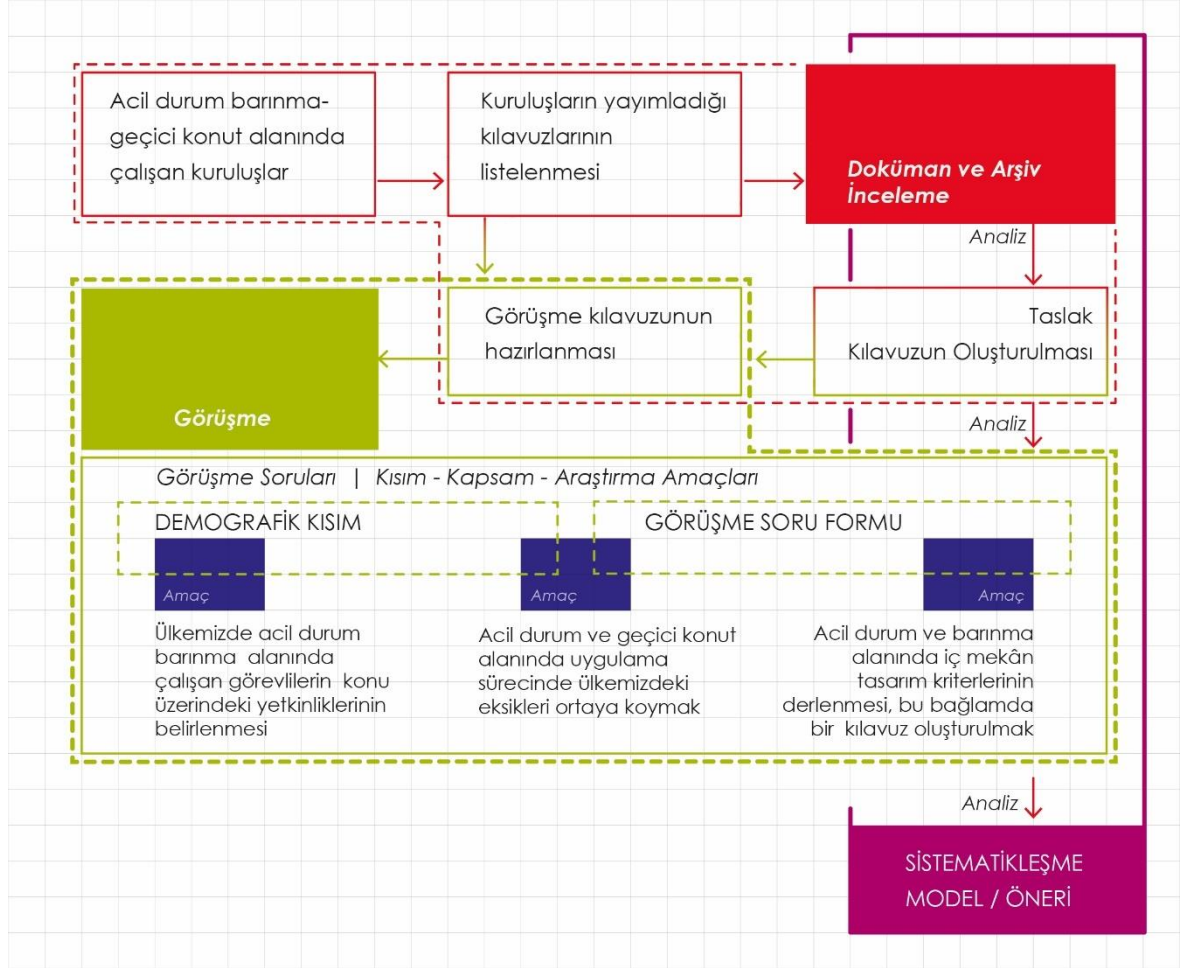 Acil durum barınma-
geçici konut alanında
çalışan kuruluşlar
Kuruluşların yayımladığı
kılavuzlarının
listelenmesi
Doküman ve Arşiv
İnceleme
Analiz
Görüşme kılavuzunun
hazırlanması
Taslak
Kılavuzun Oluşturulması
Görüşme
Analiz
Görüşme Soruları | Kısım - Kapsam - Araştırma Amaçları
DEMOGRAFİK KISIM
GÖRÜŞME SORU FORMU
Amaç
Ülkemizde acil durum
barınma alanında
çalışan görevlilerin konu
üzerindeki yetkinliklerinin
belirlenmesi
Amaç
Acil durum ve geçici konut
alanında uygulama
sürecinde ülkemizdeki
eksikleri ortaya koymak
Amaç
Acil durum ve barınma
alanında iç mekân
tasarım kriterlerinin
derlenmesi, bu bağlamda
bir kılavuz oluşturulmak
Analiz
SİSTEMATİKLEŞME
MODEL / ÖNERİ